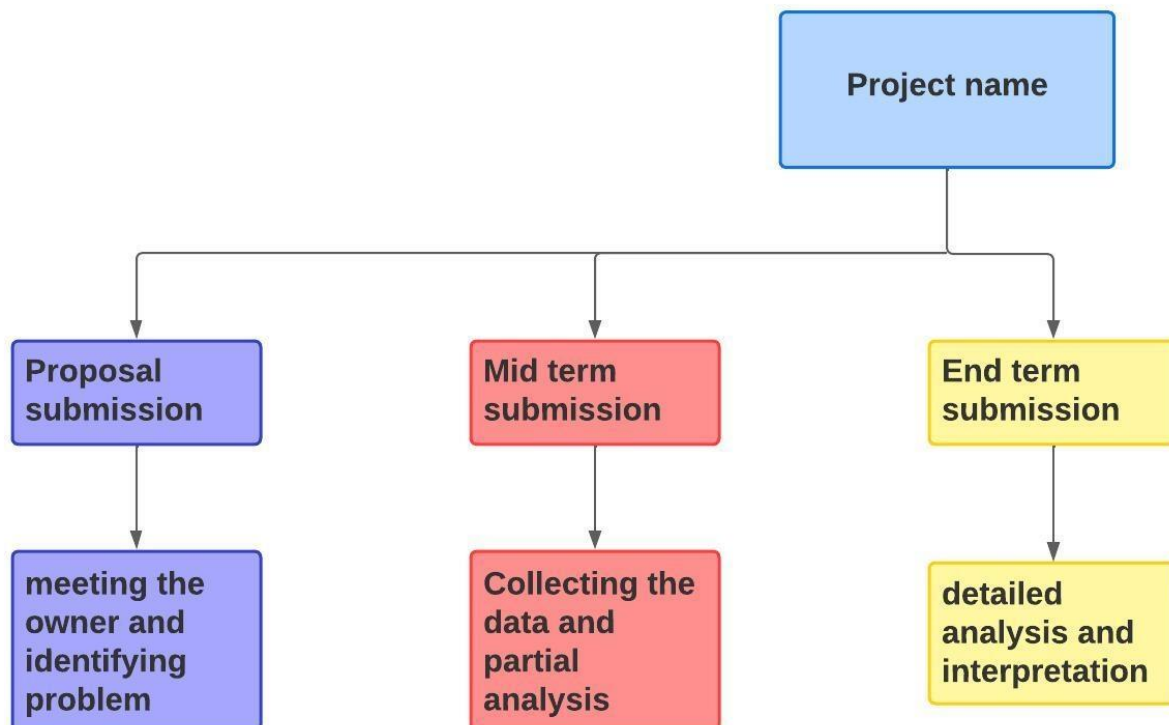 Project name
Proposal
submission
Mid term
submission
End term
submission
meeting the
owner and
identifying
problem
Collecting the
data and
partial
analysis
detailed
analysis and
interpretation